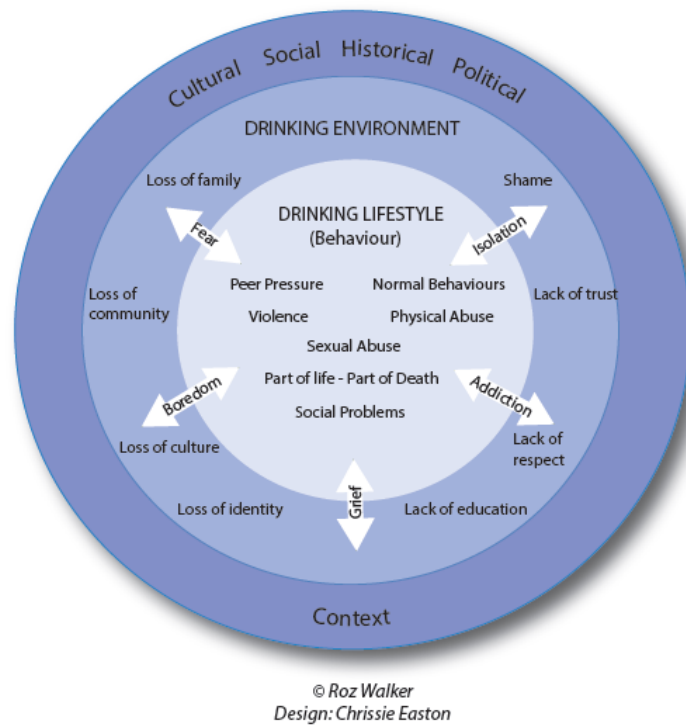 Cultural Social Historical Political
DRINKING ENVIRONMENT
Loss of family
Shame
DRINKING LIFESTYLE
(Behaviour)
Fear
Isolation
Peer Pressure
Normal Behaviours
Loss of
community
Lack of trust
Violence
Physical Abuse
Sexual Abuse
Part of life - Part of Death
Boredom
Addiction
Social Problems
Loss of culture
Lack of
respect
Grief
Loss of identity
Lack of education
Context
© Roz Walker
Design: Chrissie Easton